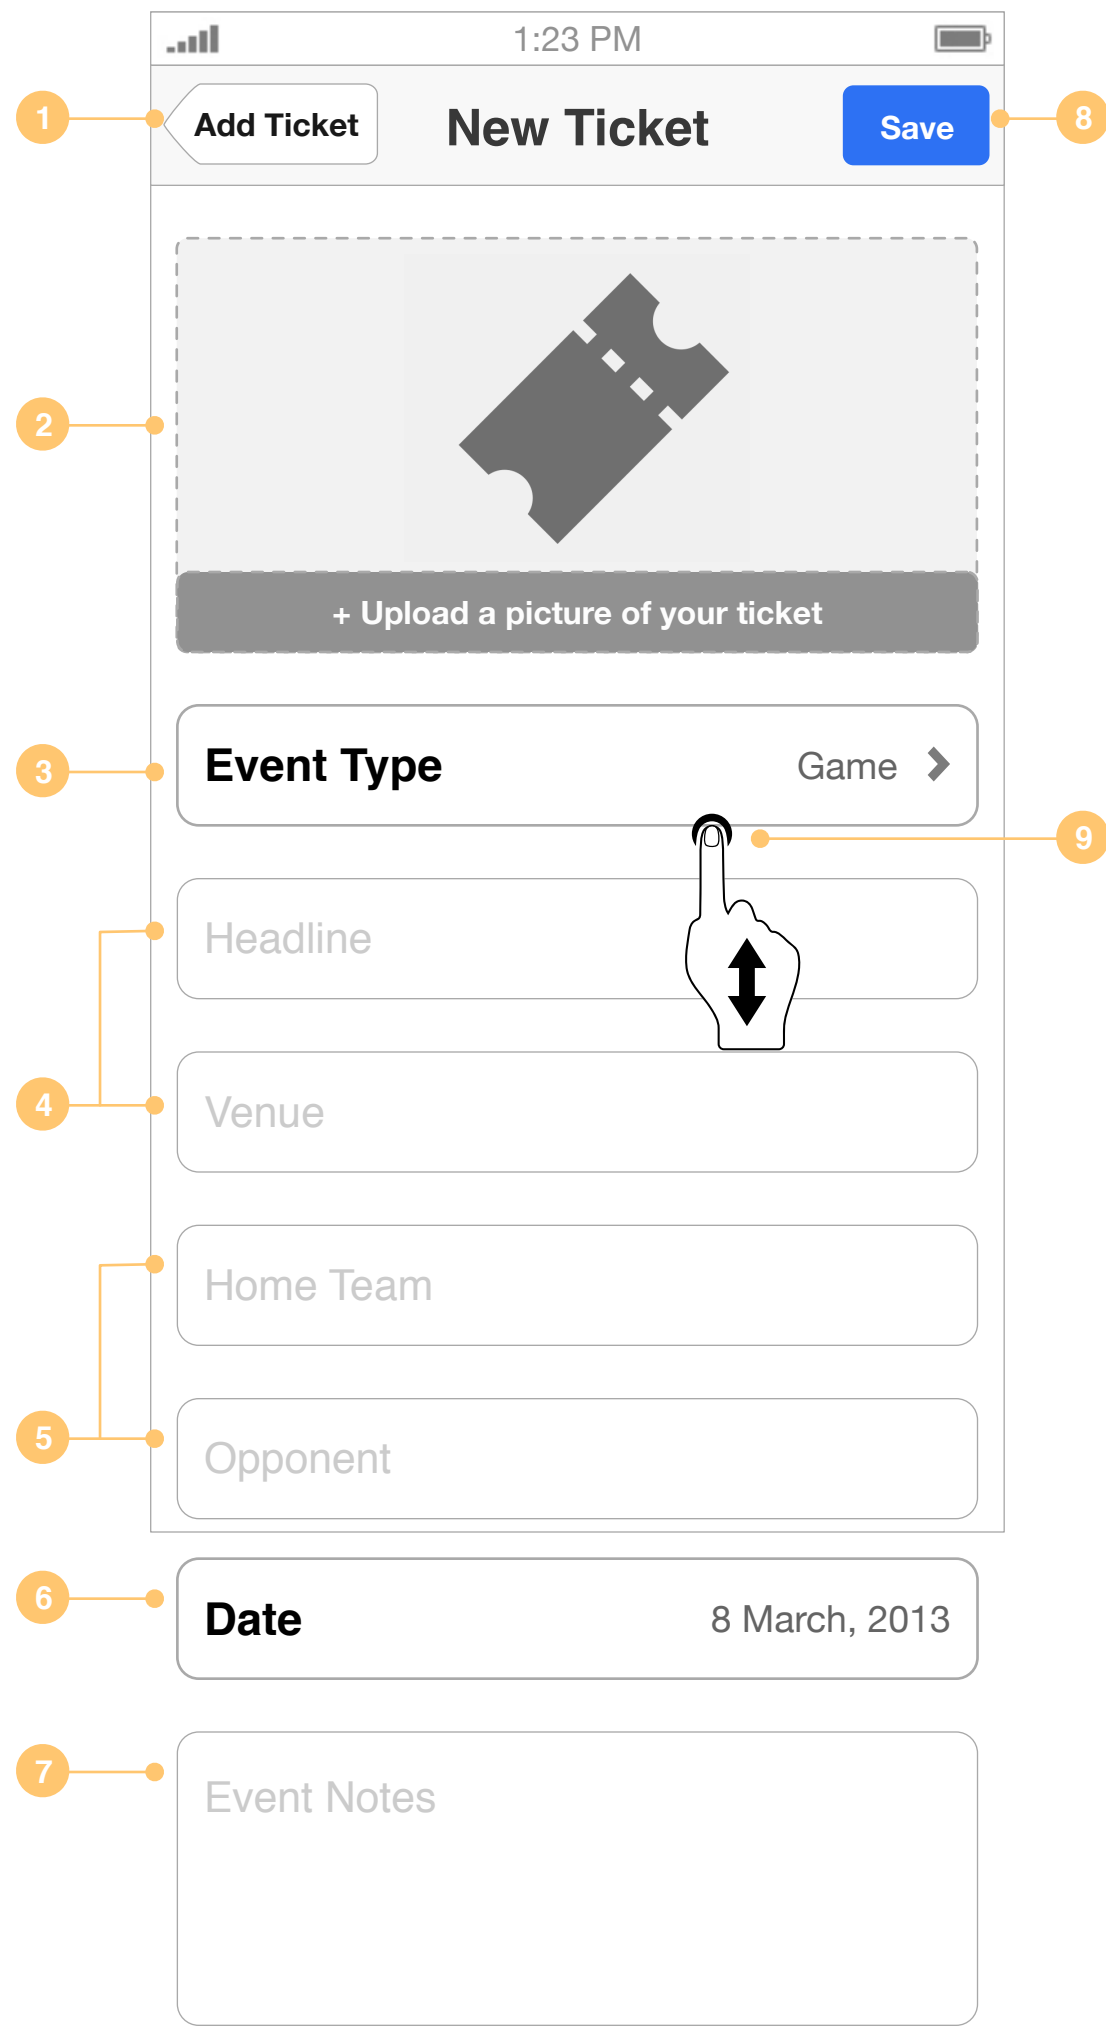 1:23 PM
1
Add Ticket
New Ticket
Save
8
2
+ Upload a picture of your ticket
3
Event Type
Game
9
Headline
4
Venue
Home Team
5
Opponent
6
Date
8 March, 2013
7
Event Notes